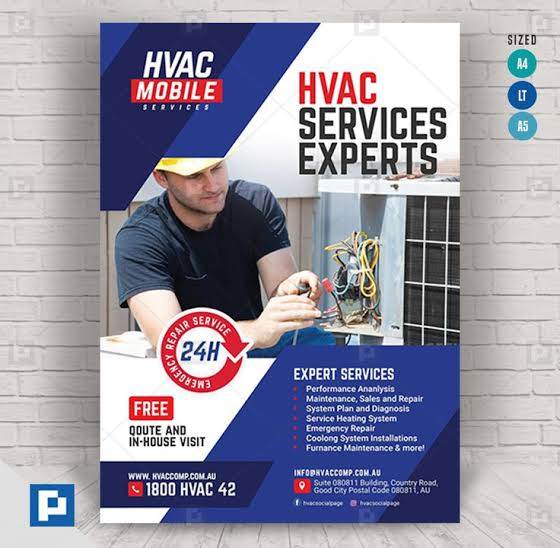 SIZED
A4
LT
A5
HVAC
MOBILE
SERVICES
HVAC
SERVICES
EXPERTS
EMERGENCY REPAIR SERVICE
24H
EMERGENCY
FREE
QOUTE AND
IN-HOUSE VISIT
EXPERT SERVICES
• Performance Ananlysis
• Maintenance, Sales and Repair
• System Plan and Diagnosis
• Service Heating System
• Emergency Repair
• Coolong System Installations
• Furnance Maintenance & more!
WWW.HVACCOMP.COM.AU
1800 HVAC 42
INFO@HVACCOMP.COM.AU
Suite 080811 Building, Country Road,
Good City Postal Code 080811, AU
hvacsocialpage
hvacsocialpage